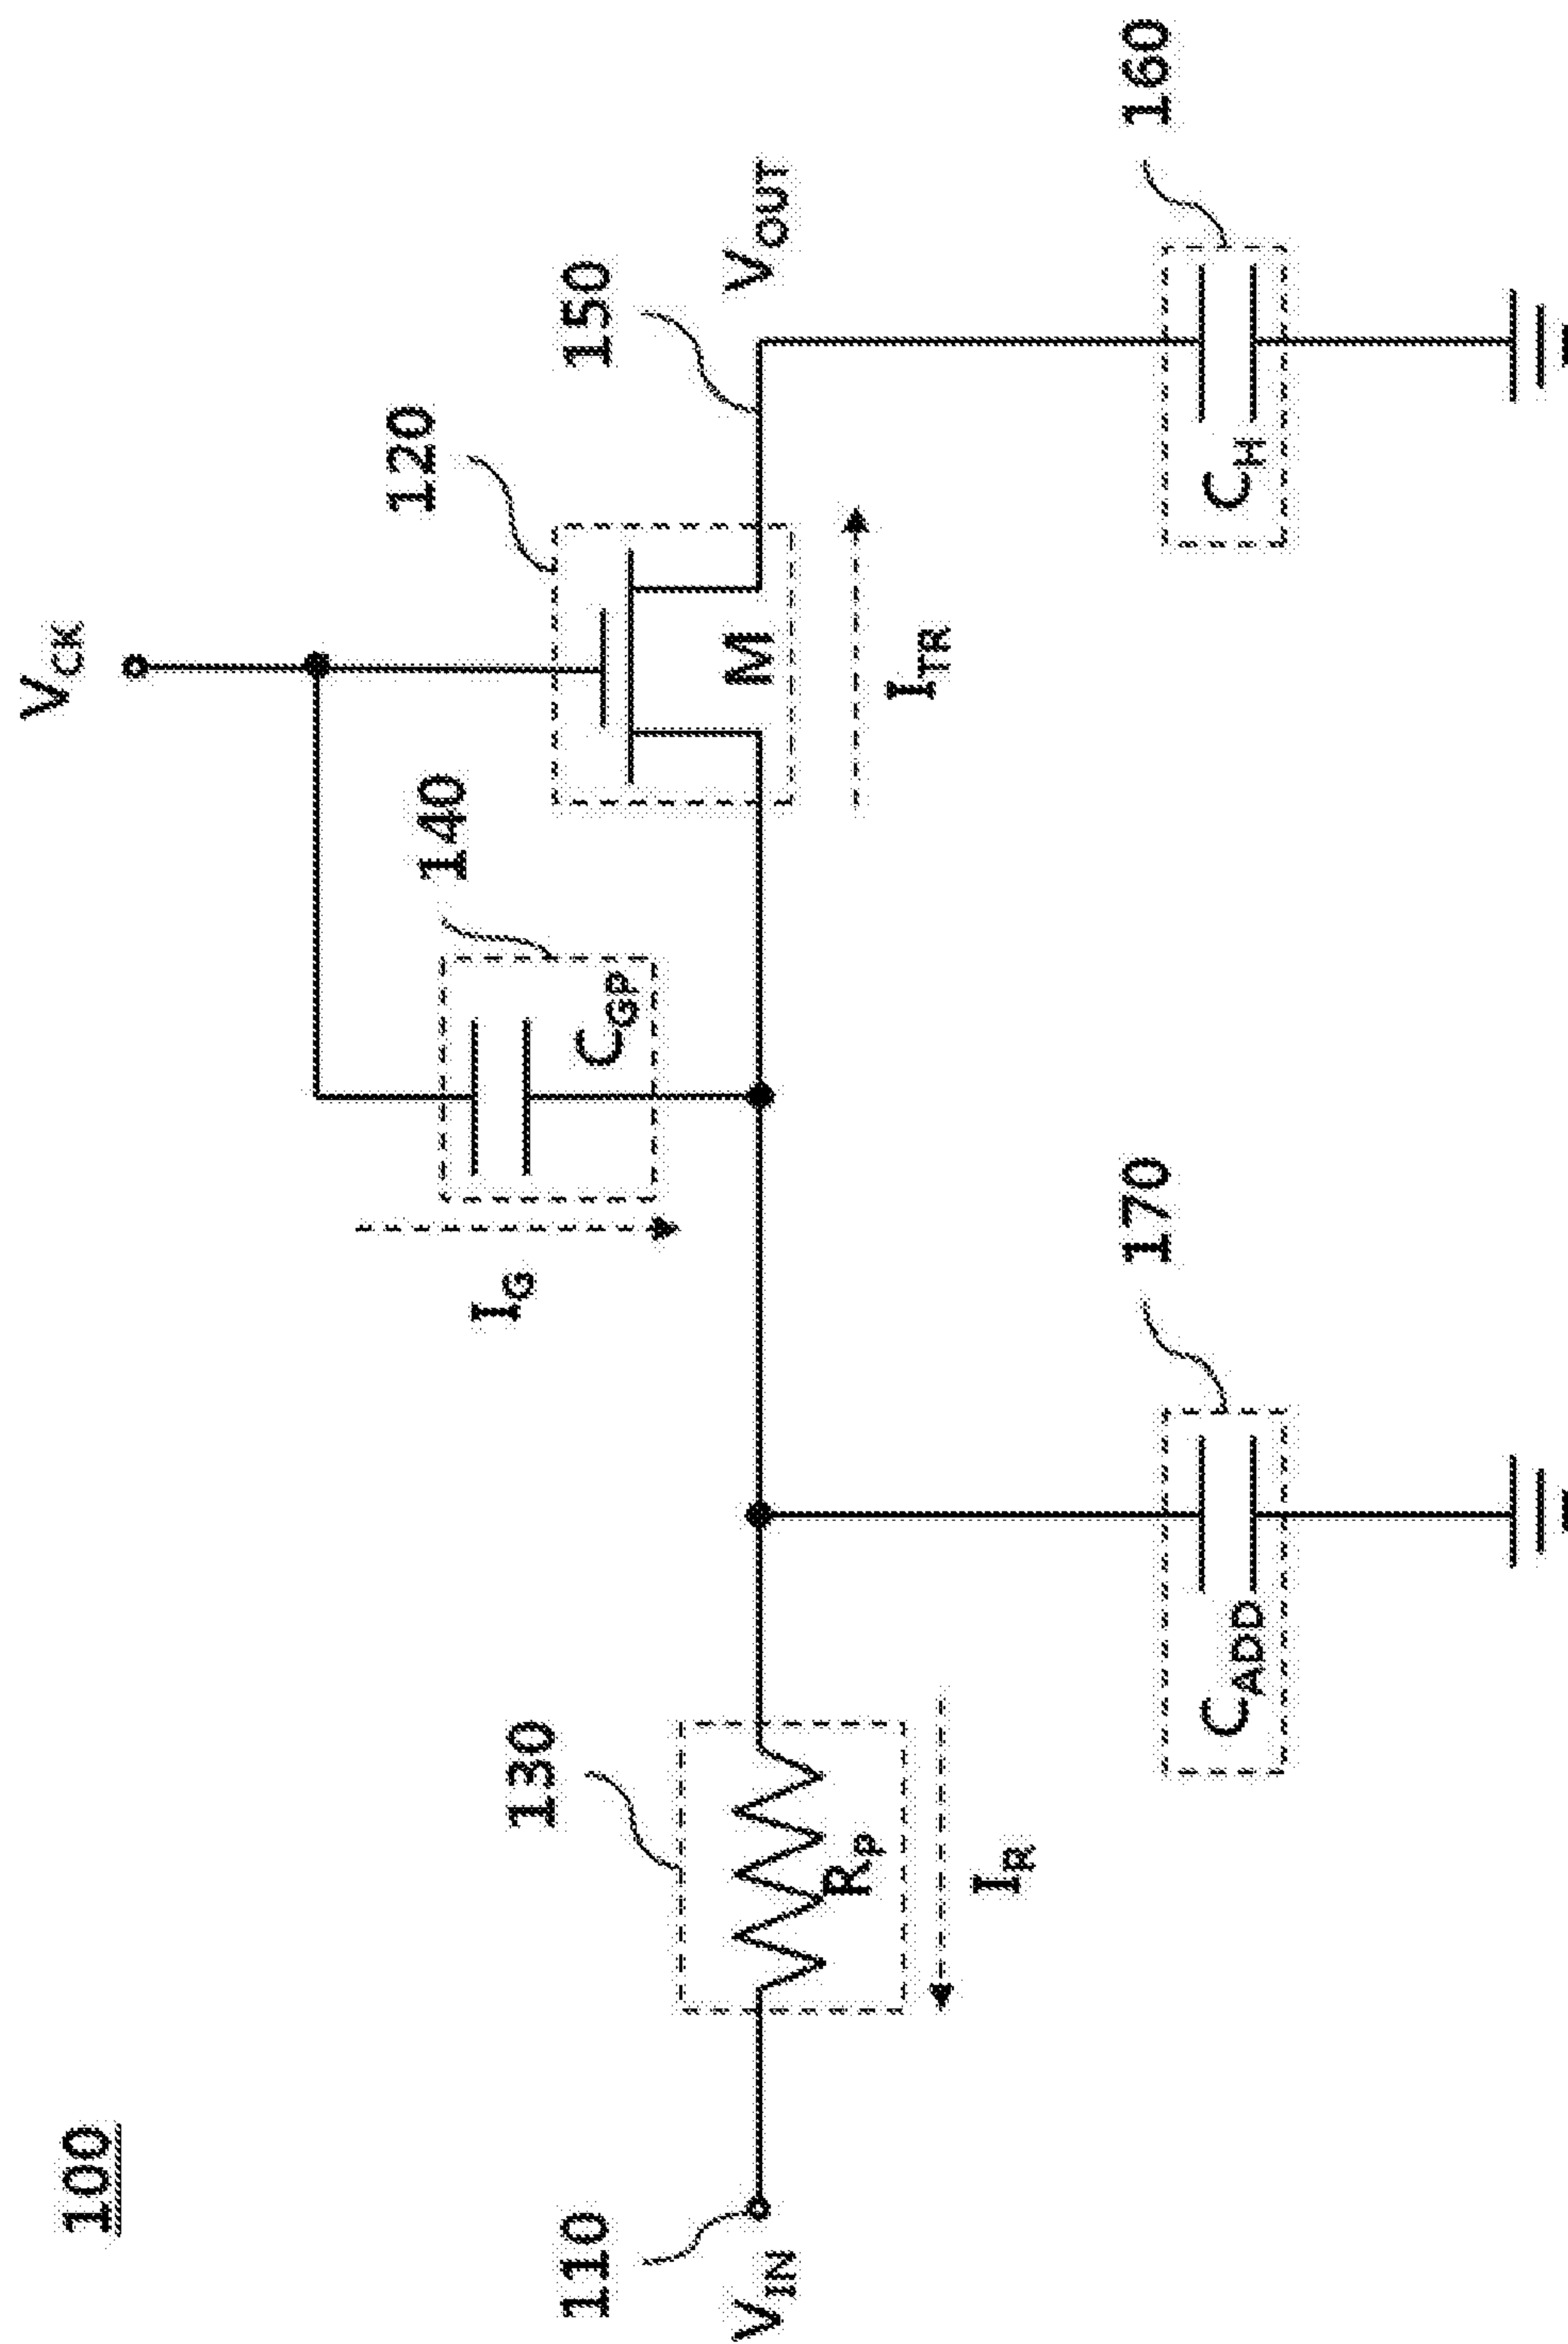 100
V_CK
120
140
150
V_OUT
I_G
C_GP
M
130
I_TR
110
V_IN
R_P
I_R
170
160
C_ADD
C_H